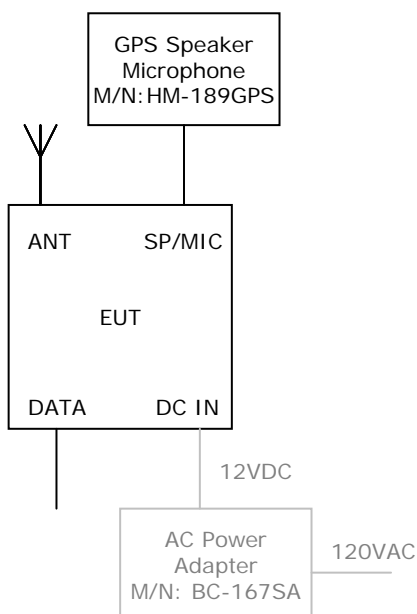 GPS Speaker
Microphone
M/N:HM-189GPS
ANT
SP/MIC
EUT
DATA
DC IN
12VDC
AC Power
Adapter
M/N: BC-167SA
120VAC